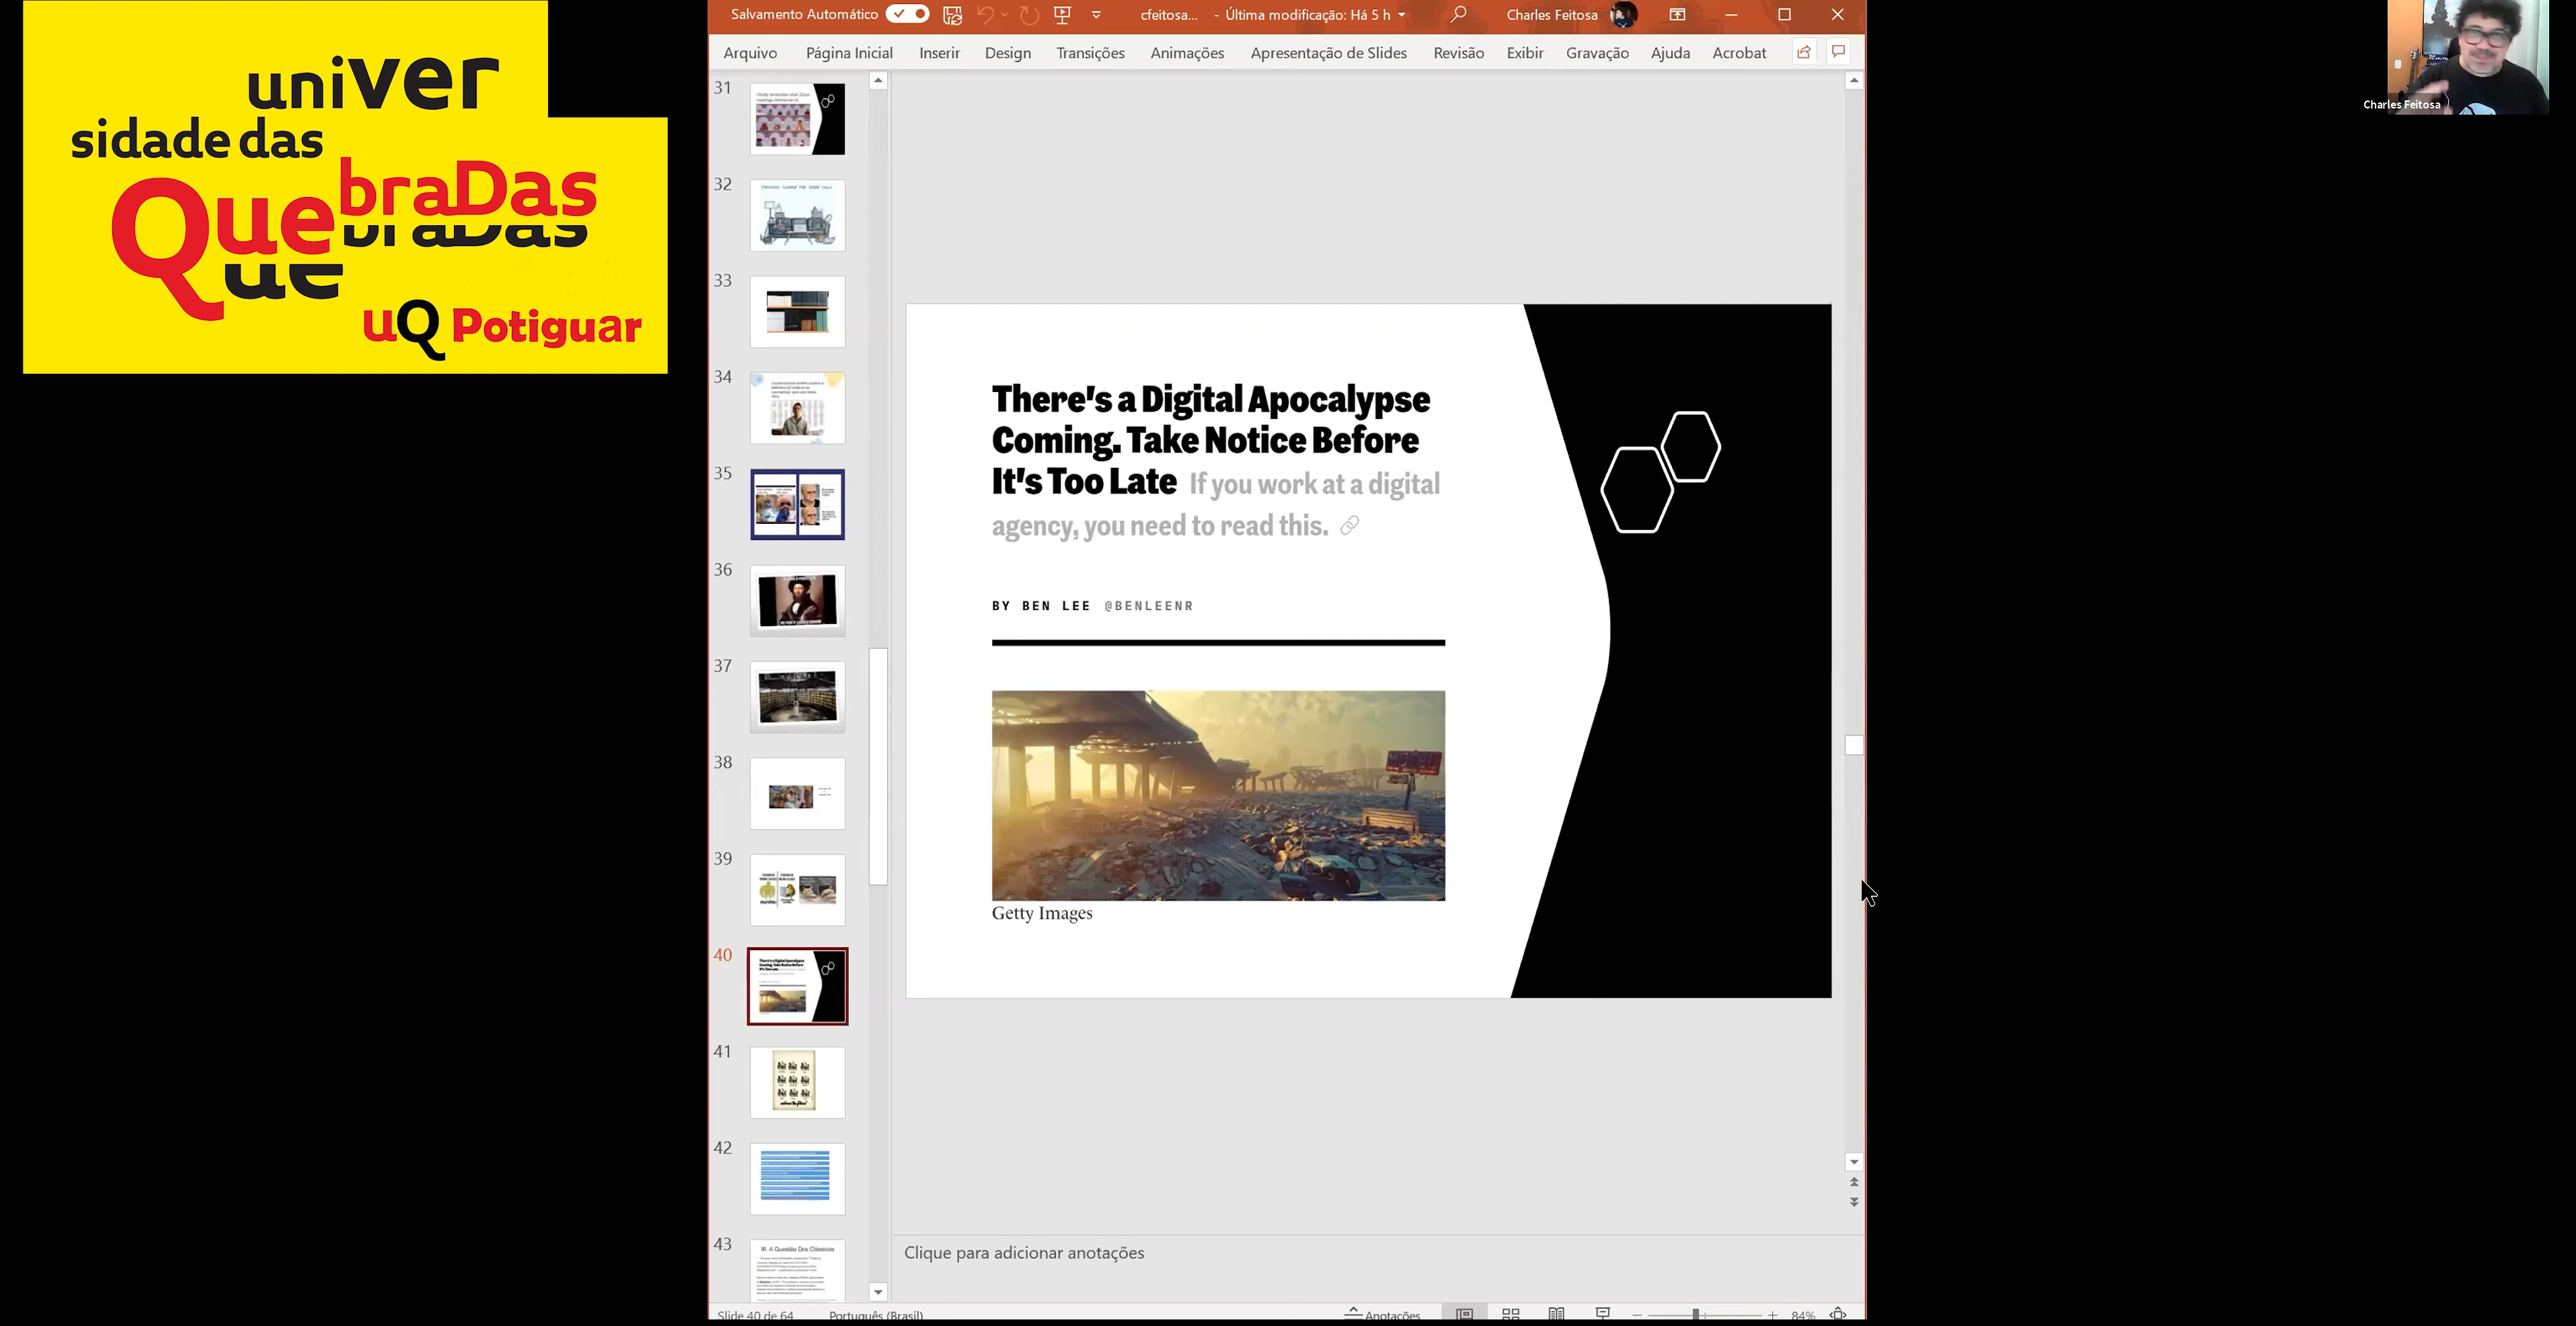 univer
sidade das
QuebraDas
uQ Potiguar
Salvamento Automático
cfeitosa... - Última modificação: Há 5 h
Charles Feitosa
Arquivo Página Inicial Inserir Design Transições Animações Apresentação de Slides Revisão Exibir Gravação Ajuda Acrobat
31
32
33
34
35
36
37
38
39
40
41
42
43
III. A Questão Dos Clássicos
There's a Digital Apocalypse
Coming. Take Notice Before
It's Too Late If you work at a digital
agency, you need to read this.
BY BEN LEE @BENLEENR
Getty Images
Clique para adicionar anotações
Slide 40 de 64 Português (Brasil)
Anotações
84%
Charles Feitosa